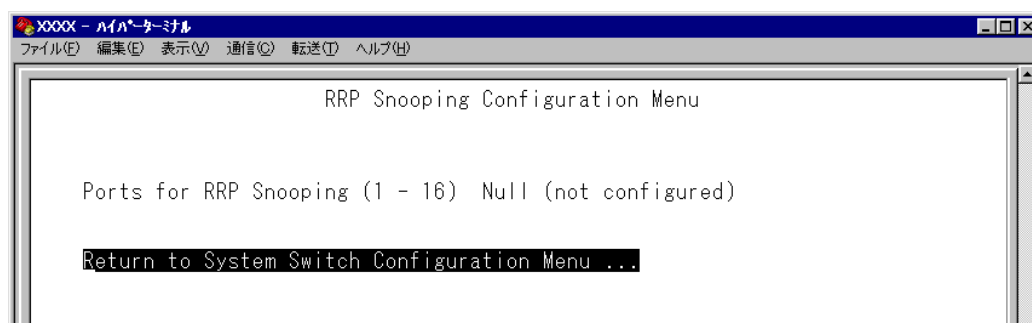 XXXX - ハイパーターミナル
ファイル(F) 編集(E) 表示(V) 通信(C) 転送(T) ヘルプ(H)
RRP Snooping Configuration Menu
Ports for RRP Snooping (1 - 16) Null (not configured)
Return to System Switch Configuration Menu ...